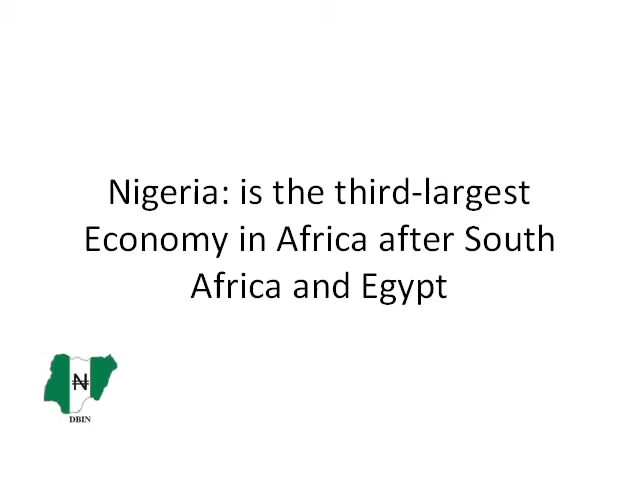 Nigeria: is the third-largest
Economy in Africa after South
Africa and Egypt
₦
DBIN